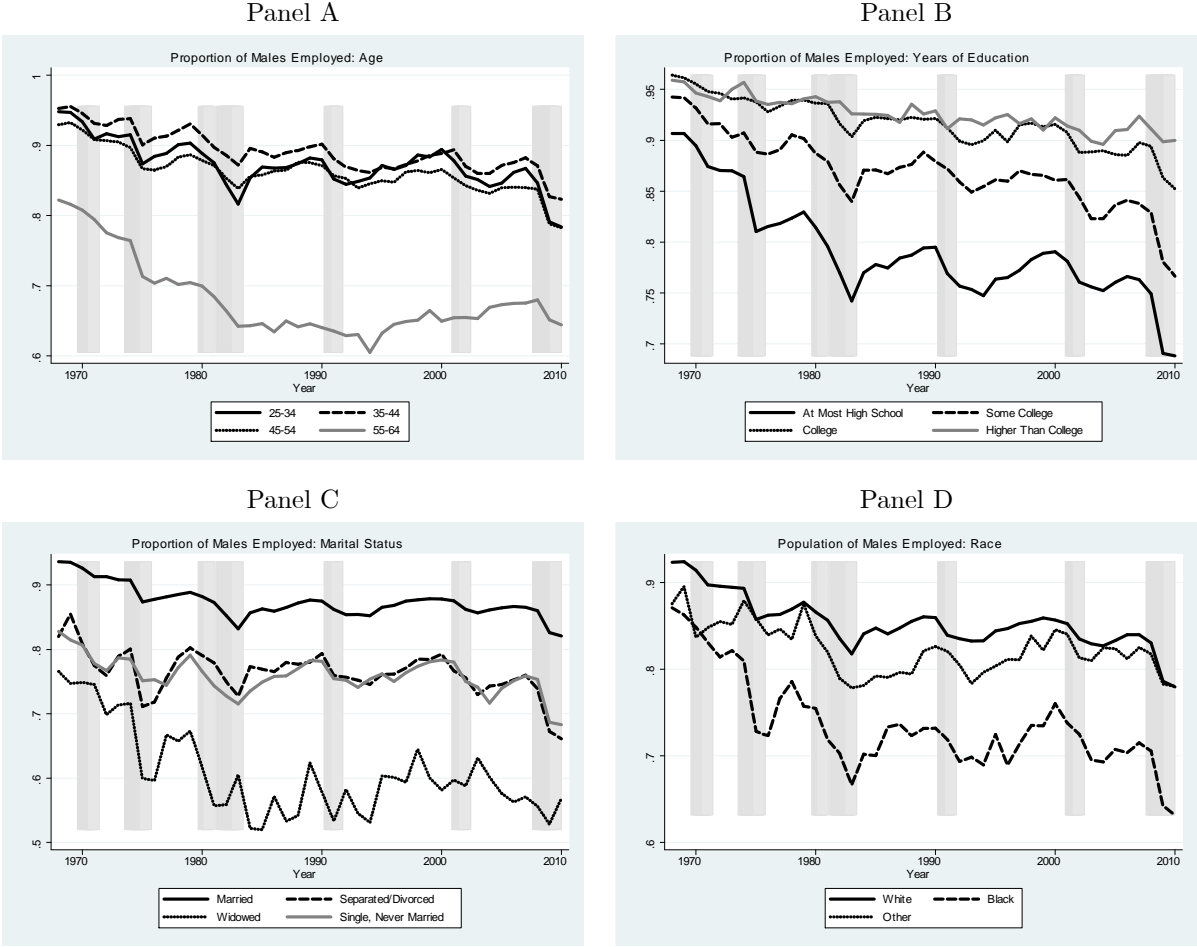 Panel A
Proportion of Males Employed: Age
1
.9
.8
.7
.6
1970 1980 1990 2000 2010
Year
25-34 35-44
45-54 55-64
Panel B
Proportion of Males Employed: Years of Education
.95
.9
.85
.8
.75
.7
1970 1980 1990 2000 2010
Year
At Most High School Some College
College Higher Than College
Panel C
Proportion of Males Employed: Marital Status
.9
.8
.7
.6
.5
1970 1980 1990 2000 2010
Year
Married Separated/Divorced
Widowed Single, Never Married
Panel D
Population of Males Employed: Race
.9
.8
.7
.6
1970 1980 1990 2000 2010
Year
White Black
Other